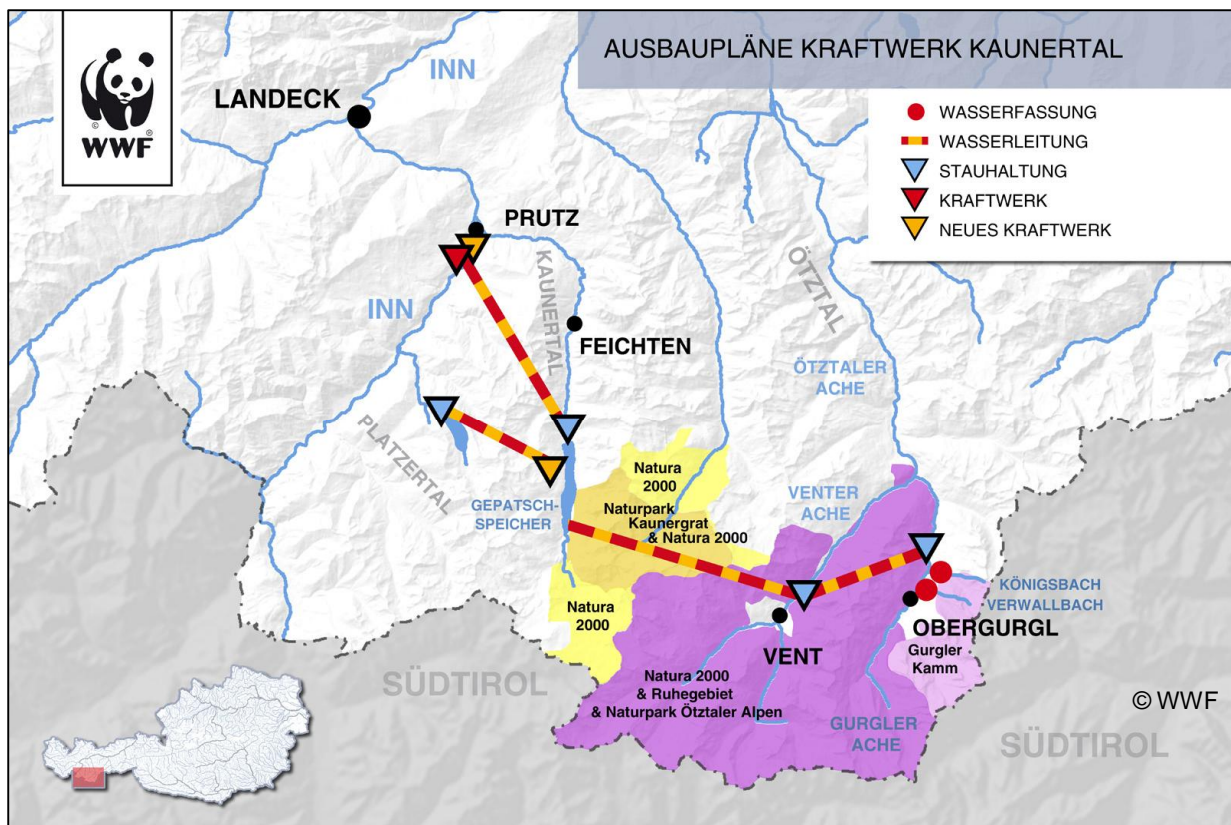 AUSBAUPLÄNE KRAFTWERK KAUNERTAL
©
®
WWF
WASSERFASSUNG
WASSERLEITUNG
STAUHALTUNG
KRAFTWERK
NEUES KRAFTWERK
INN
LANDECK
PRUTZ
KAUNERTAL
ÖTZTAL
INN
FEICHTEN
ÖTZTALER
ACHE
PLATZERTAL
GEPATSCH-
SPEICHER
Natura
2000
Naturpark
Kaunergrat
& Natura 2000
VENTER
ACHE
KÖNIGSBACH
VERWALLBACH
Natura
2000
OBERGURGL
Gurgler
Kamm
VENT
SÜDTIROL
Natura 2000
& Ruhegebiet
& Naturpark Ötztaler Alpen
GURGLER
ACHE
© WWF
SÜDTIROL